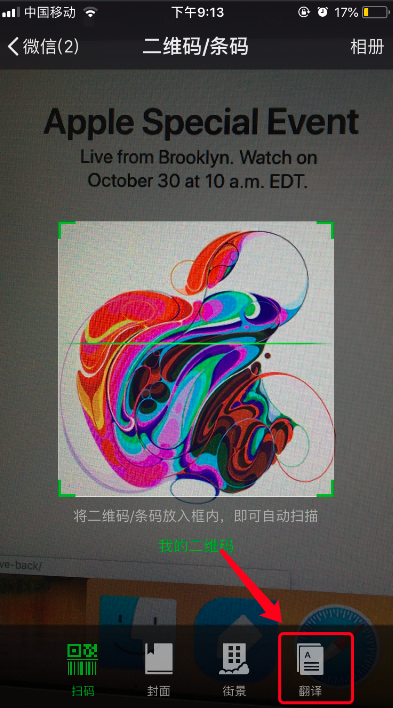 中国移动
下午9:13
17%
微信(2)
二维码/条码
相册
Apple Special Event
Live from Brooklyn. Watch on
October 30 at 10 a.m. EDT.
将二维码/条码放入框内，即可自动扫描
我的二维码
ve-back/
扫码
封面
街景
A
翻译